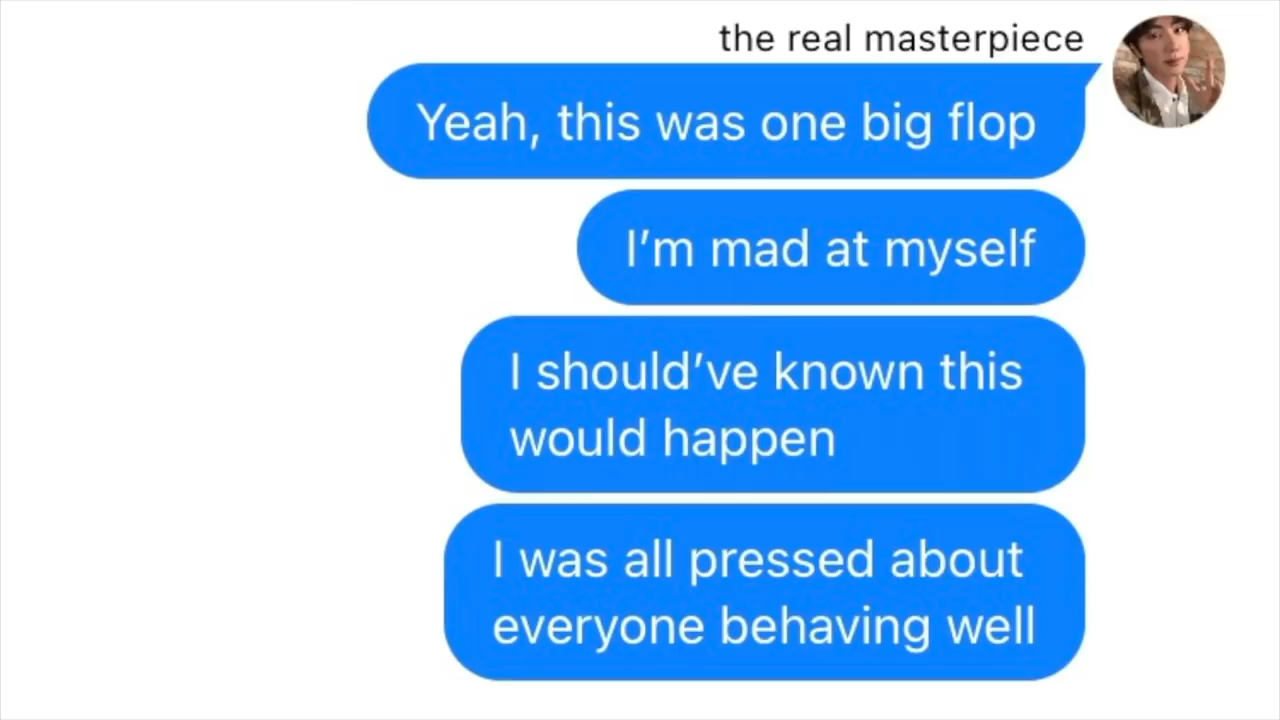 the real masterpiece
Yeah, this was one big flop
I’m mad at myself
I should’ve known this
would happen
I was all pressed about
everyone behaving well